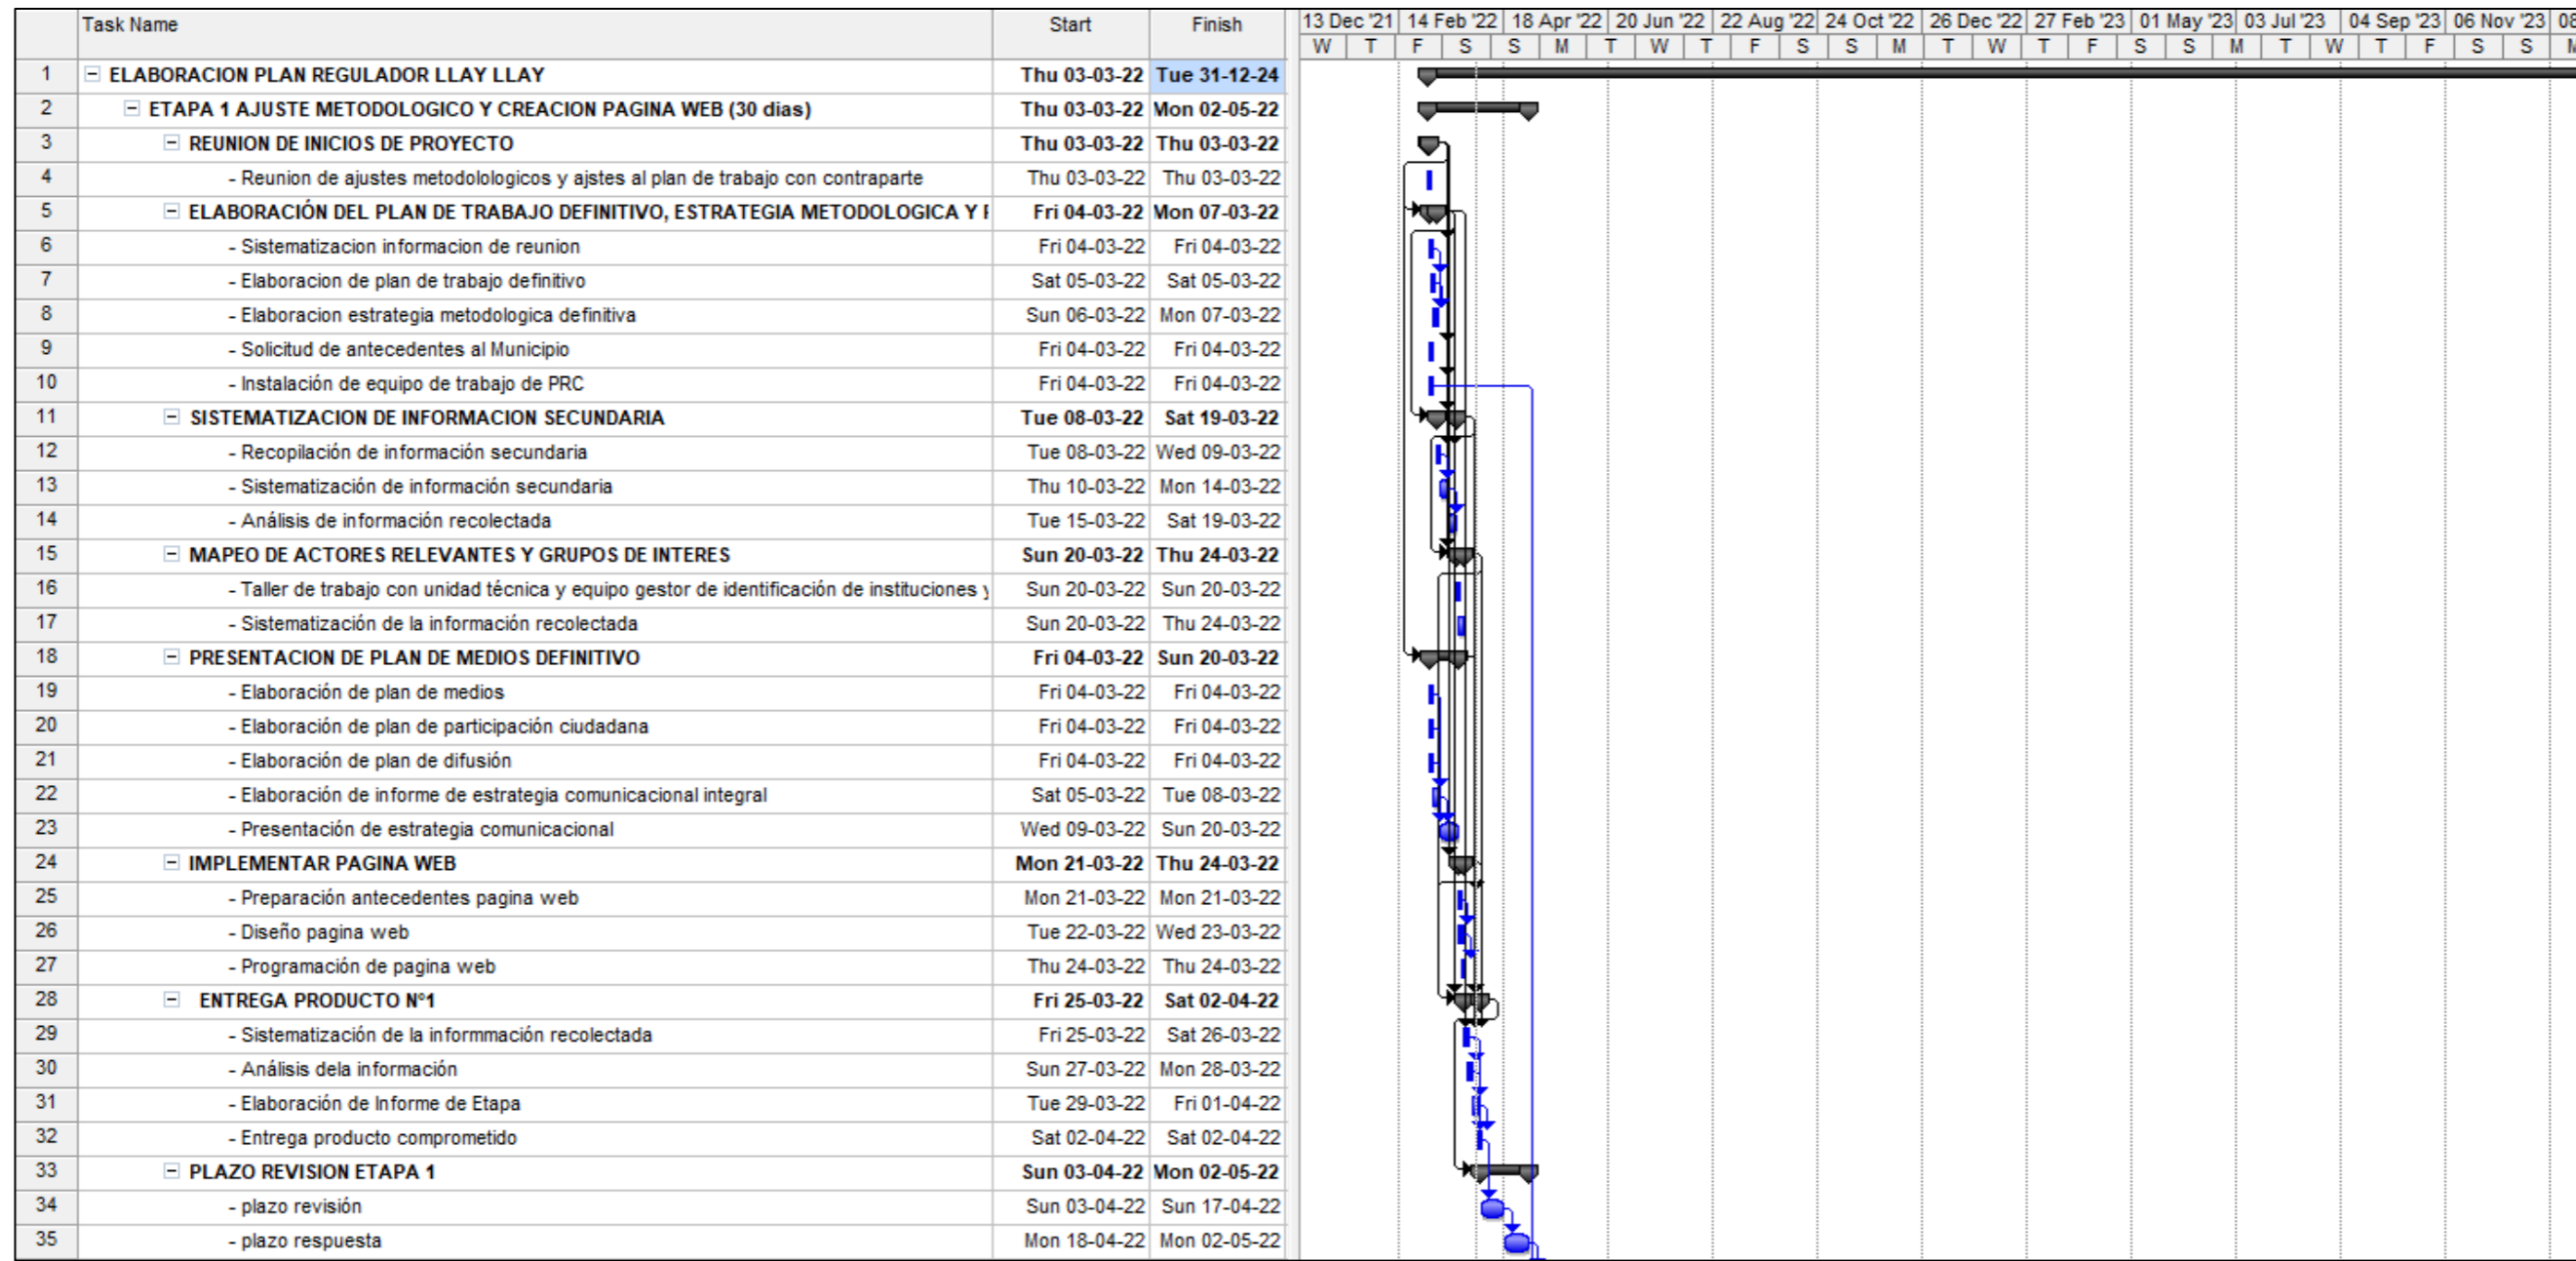 Task Name Start Finish 13 Dec '21 14 Feb '22 18 Apr '22 20 Jun '22 22 Aug '22 24 Oct '22 26 Dec '22 27 Feb '23 01 May '23 03 Jul '23 04 Sep '23 06 Nov '23 08
W T F S S M T W T F S S M T W T F S S M T W T F S S M
1 ELABORACION PLAN REGULADOR LLAY LLAY Thu 03-03-22 Tue 31-12-24
2 ETAPA 1 AJUSTE METODOLOGICO Y CREACION PAGINA WEB (30 dias) Thu 03-03-22 Mon 02-05-22
3 REUNION DE INICIOS DE PROYECTO Thu 03-03-22 Thu 03-03-22
4 - Reunion de ajustes metodolologicos y ajstes al plan de trabajo con contraparte Thu 03-03-22 Thu 03-03-22
5 ELABORACIÓN DEL PLAN DE TRABAJO DEFINITIVO, ESTRATEGIA METODOLOGICA Y Fri 04-03-22 Mon 07-03-22
6 - Sistematizacion informacion de reunion Fri 04-03-22 Fri 04-03-22
7 - Elaboracion de plan de trabajo definitivo Sat 05-03-22 Sat 05-03-22
8 - Elaboracion estrategia metodologica definitiva Sun 06-03-22 Mon 07-03-22
9 - Solicitud de antecedentes al Municipio Fri 04-03-22 Fri 04-03-22
10 - Instalación de equipo de trabajo de PRC Fri 04-03-22 Fri 04-03-22
11 SISTEMATIZACION DE INFORMACION SECUNDARIA Tue 08-03-22 Sat 19-03-22
12 - Recopilación de información secundaria Tue 08-03-22 Wed 09-03-22
13 - Sistematización de información secundaria Thu 10-03-22 Mon 14-03-22
14 - Análisis de información recolectada Tue 15-03-22 Sat 19-03-22
15 MAPEO DE ACTORES RELEVANTES Y GRUPOS DE INTERES Sun 20-03-22 Thu 24-03-22
16 - Taller de trabajo con unidad técnica y equipo gestor de identificación de instituciones y Sun 20-03-22 Sun 20-03-22
17 - Sistematización de la información recolectada Sun 20-03-22 Thu 24-03-22
18 PRESENTACION DE PLAN DE MEDIOS DEFINITIVO Fri 04-03-22 Sun 20-03-22
19 - Elaboración de plan de medios Fri 04-03-22 Fri 04-03-22
20 - Elaboración de plan de participación ciudadana Fri 04-03-22 Fri 04-03-22
21 - Elaboración de plan de difusión Fri 04-03-22 Fri 04-03-22
22 - Elaboración de informe de estrategia comunicacional integral Sat 05-03-22 Tue 08-03-22
23 - Presentación de estrategia comunicacional Wed 09-03-22 Sun 20-03-22
24 IMPLEMENTAR PAGINA WEB Mon 21-03-22 Thu 24-03-22
25 - Preparación antecedentes pagina web Mon 21-03-22 Mon 21-03-22
26 - Diseño pagina web Tue 22-03-22 Wed 23-03-22
27 - Programación de pagina web Thu 24-03-22 Thu 24-03-22
28 ENTREGA PRODUCTO Nº1 Fri 25-03-22 Sat 02-04-22
29 - Sistematización de la informmación recolectada Fri 25-03-22 Sat 26-03-22
30 - Análisis dela información Sun 27-03-22 Mon 28-03-22
31 - Elaboración de Informe de Etapa Tue 29-03-22 Fri 01-04-22
32 - Entrega producto comprometido Sat 02-04-22 Sat 02-04-22
33 PLAZO REVISION ETAPA 1 Sun 03-04-22 Mon 02-05-22
34 - plazo revisión Sun 03-04-22 Sun 17-04-22
35 - plazo respuesta Mon 18-04-22 Mon 02-05-22